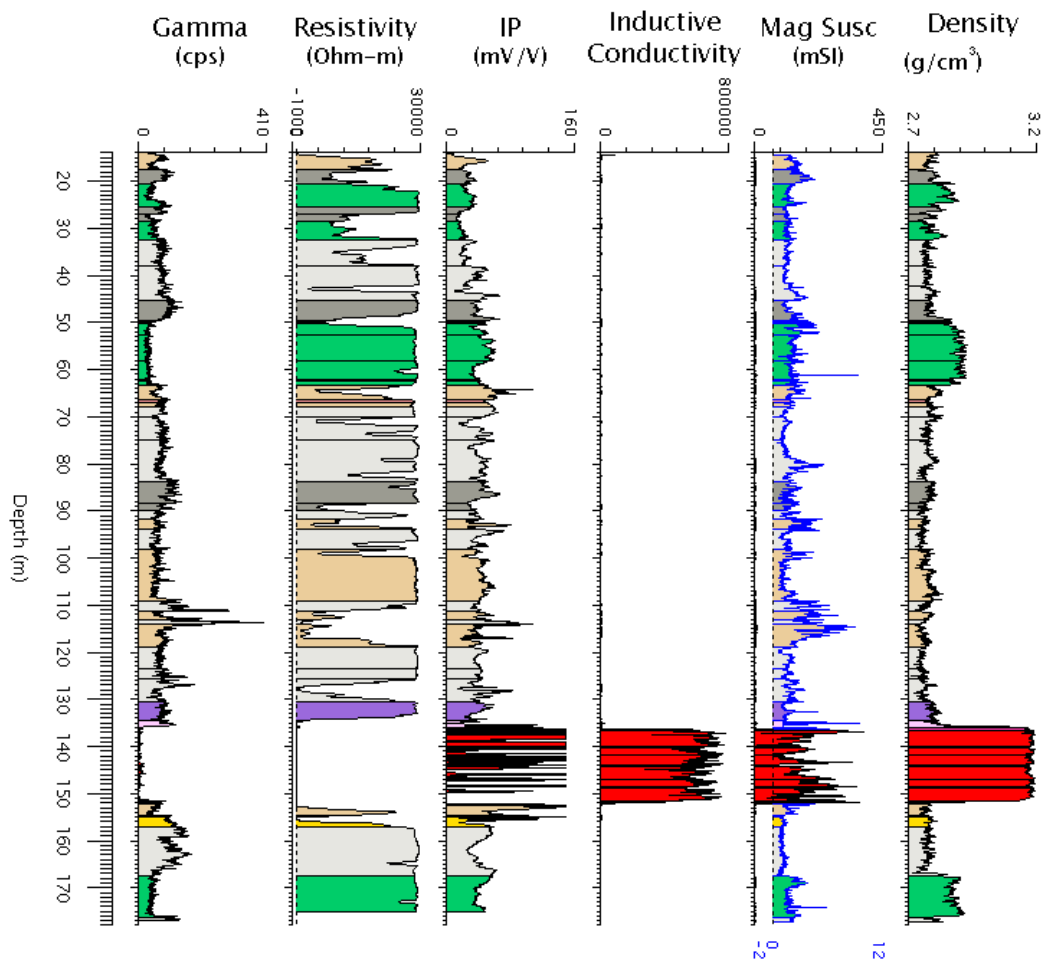 Gamma
(cps)
Resistivity
(Ohm-m)
IP
(mV/V)
Inductive
Conductivity
Mag Susc
(mSI)
Density
(g/cm³)
0
410
-1000
0
30000
0
160
0
800000
0
450
2.7
3.2
20
30
40
50
60
70
80
90
100
110
120
130
140
150
160
170
Depth (m)
-2
0
12